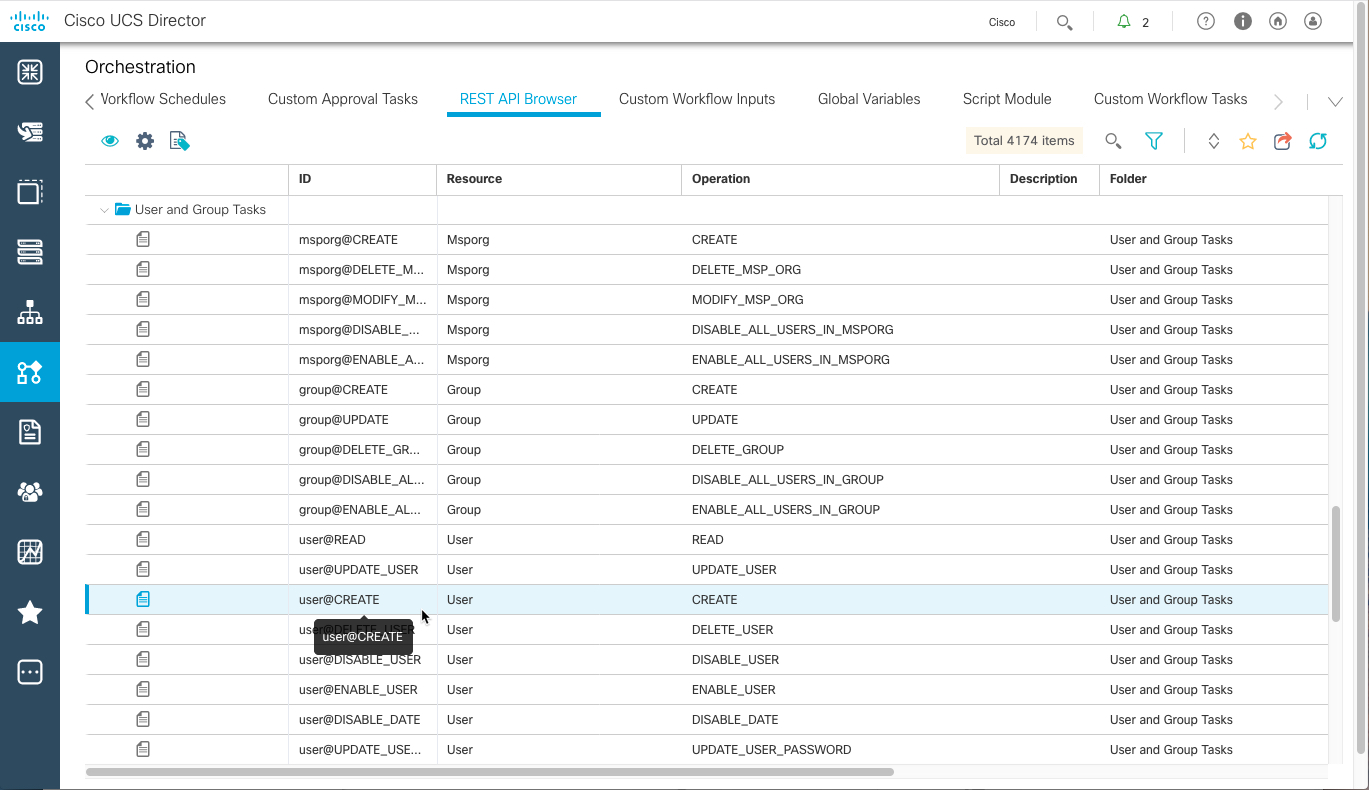 cisco Cisco UCS Director Cisco 2
Orchestration
Workflow Schedules Custom Approval Tasks REST API Browser Custom Workflow Inputs Global Variables Script Module Custom Workflow Tasks
Total 4174 items
ID Resource Operation Description Folder
User and Group Tasks
msporg@CREATE Msporg CREATE User and Group Tasks
msporg@DELETE_M... Msporg DELETE_MSP_ORG User and Group Tasks
msporg@MODIFY_M... Msporg MODIFY_MSP_ORG User and Group Tasks
msporg@DISABLE_... Msporg DISABLE_ALL_USERS_IN_MSPORG User and Group Tasks
msporg@ENABLE_A... Msporg ENABLE_ALL_USERS_IN_MSPORG User and Group Tasks
group@CREATE Group CREATE User and Group Tasks
group@UPDATE Group UPDATE User and Group Tasks
group@DELETE_GR... Group DELETE_GROUP User and Group Tasks
group@DISABLE_AL... Group DISABLE_ALL_USERS_IN_GROUP User and Group Tasks
group@ENABLE_AL... Group ENABLE_ALL_USERS_IN_GROUP User and Group Tasks
user@READ User READ User and Group Tasks
user@UPDATE_USER User UPDATE_USER User and Group Tasks
user@CREATE User CREATE User and Group Tasks
user@DELETE_USER User DELETE_USER User and Group Tasks
user@CREATE
user@DISABLE_USER User DISABLE_USER User and Group Tasks
user@ENABLE_USER User ENABLE_USER User and Group Tasks
user@DISABLE_DATE User DISABLE_DATE User and Group Tasks
user@UPDATE_USE... User UPDATE_USER_PASSWORD User and Group Tasks